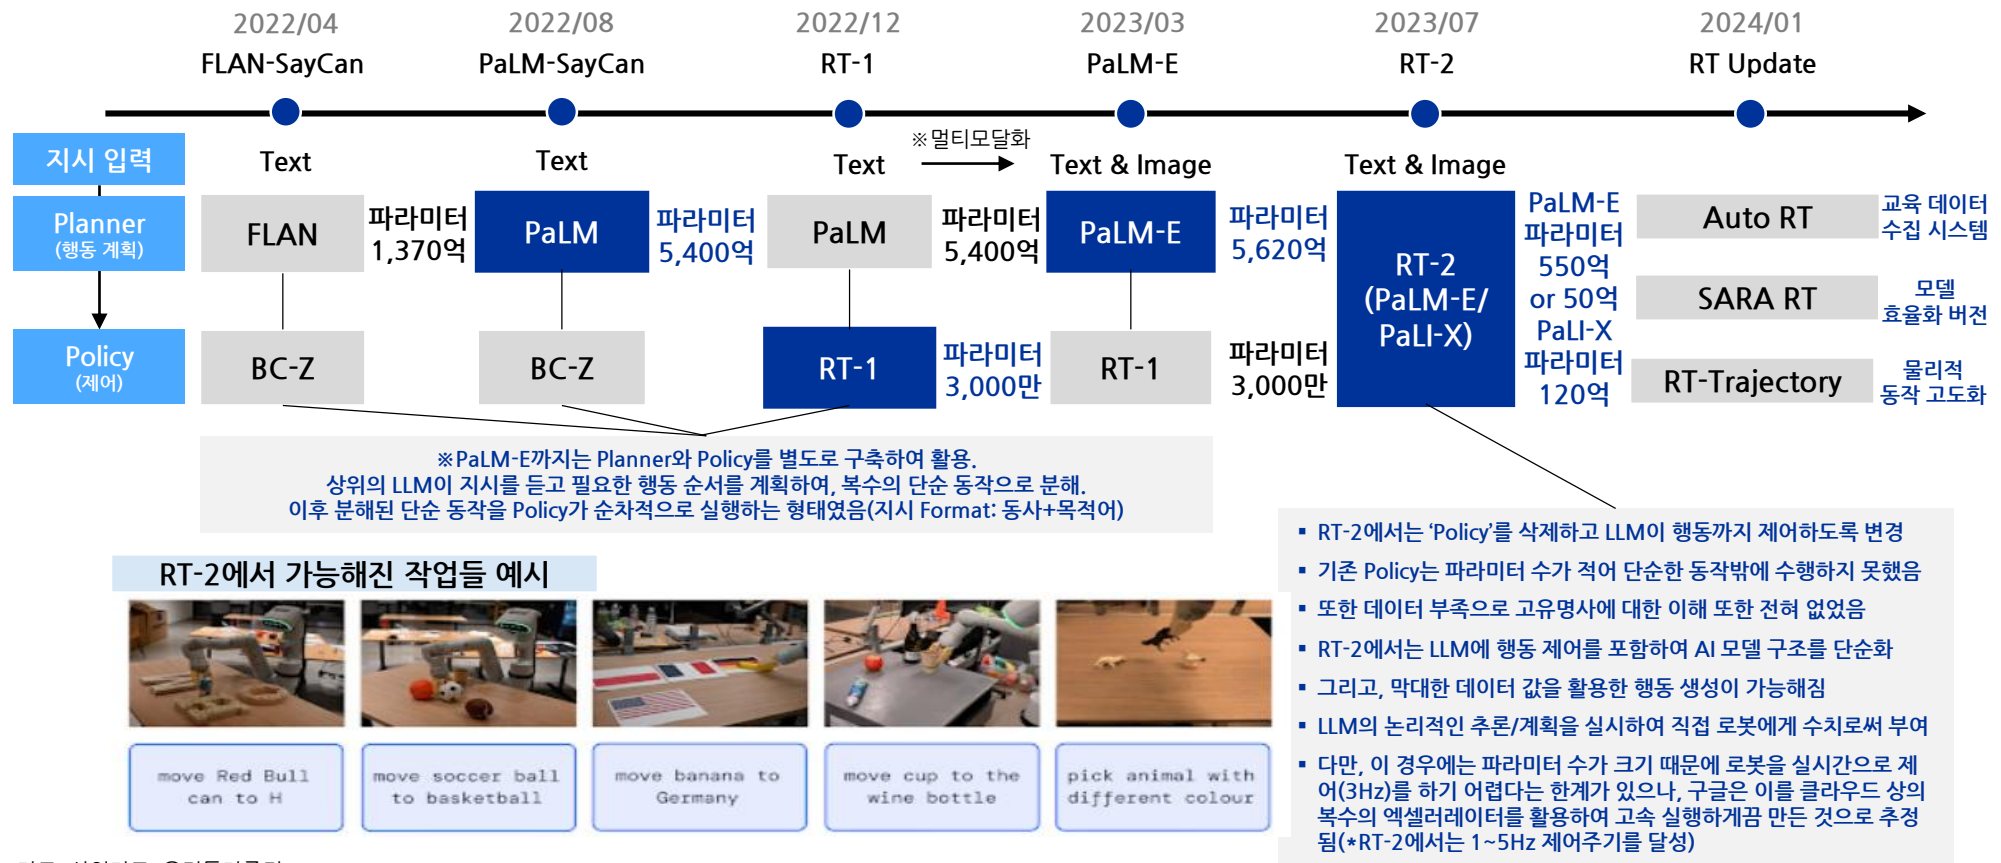 2022/04
2022/08
2022/12
2023/03
2023/07
2024/01
FLAN-SayCan
PaLM-SayCan
RT-1
PaLM-E
RT-2
RT Update
※멀티모달화
지시 입력
Text
Text
Text
Text & Image
Text & Image
Planner
(행동 계획)
FLAN
파라미터
1,370억
PaLM
파라미터
5,400억
PaLM
파라미터
5,400억
PaLM-E
파라미터
5,620억
RT-2
(PaLM-E/
PaLI-X)
PaLM-E
파라미터
550억
or 50억
PaLI-X
파라미터
120억
Auto RT
교육 데이터
수집 시스템
SARA RT
모델
효율화 버전
RT-Trajectory
물리적
동작 고도화
Policy
(제어)
BC-Z
BC-Z
RT-1
파라미터
3,000만
RT-1
파라미터
3,000만
※PaLM-E까지는 Planner와 Policy를 별도로 구축하여 활용.
상위의 LLM이 지시를 듣고 필요한 행동 순서를 계획하여, 복수의 단순 동작으로 분해.
이후 분해된 단순 동작을 Policy가 순차적으로 실행하는 형태였음(지시 Format: 동사+목적어)
▪ RT-2에서는 ‘Policy’를 삭제하고 LLM이 행동까지 제어하도록 변경
▪ 기존 Policy는 파라미터 수가 적어 단순한 동작밖에 수행하지 못했음
▪ 또한 데이터 부족으로 고유명사에 대한 이해 또한 전혀 없었음
▪ RT-2에서는 LLM에 행동 제어를 포함하여 AI 모델 구조를 단순화
▪ 그리고, 막대한 데이터 값을 활용한 행동 생성이 가능해짐
▪ LLM의 논리적인 추론/계획을 실시하여 직접 로봇에게 수치로써 부여
▪ 다만, 이 경우에는 파라미터 수가 크기 때문에 로봇을 실시간으로 제
어(3Hz)를 하기 어렵다는 한계가 있으나, 구글은 이를 클라우드 상의
복수의 엑셀러레이터를 활용하여 고속 실행하게끔 만든 것으로 추정
됨(*RT-2에서는 1~5Hz 제어주기를 달성)
RT-2에서 가능해진 작업들 예시
move Red Bull
can to H
move soccer ball
to basketball
move banana to
Germany
move cup to the
wine bottle
pick animal with
different colour